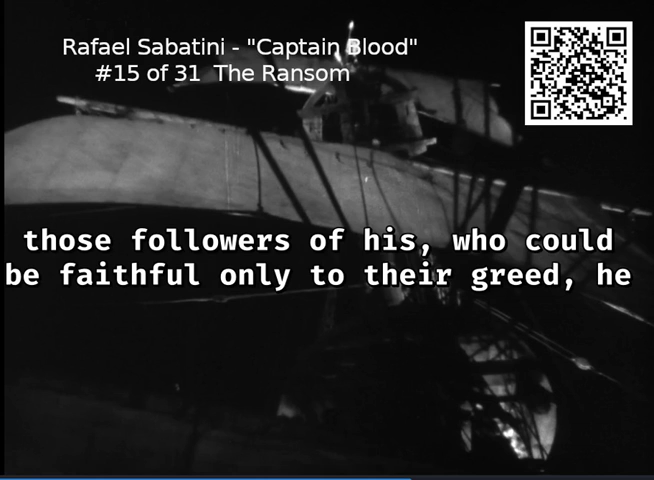 Rafael Sabatini - "Captain Blood"
#15 of 31 The Ransom
those followers of his, who could
be faithful only to their greed, he